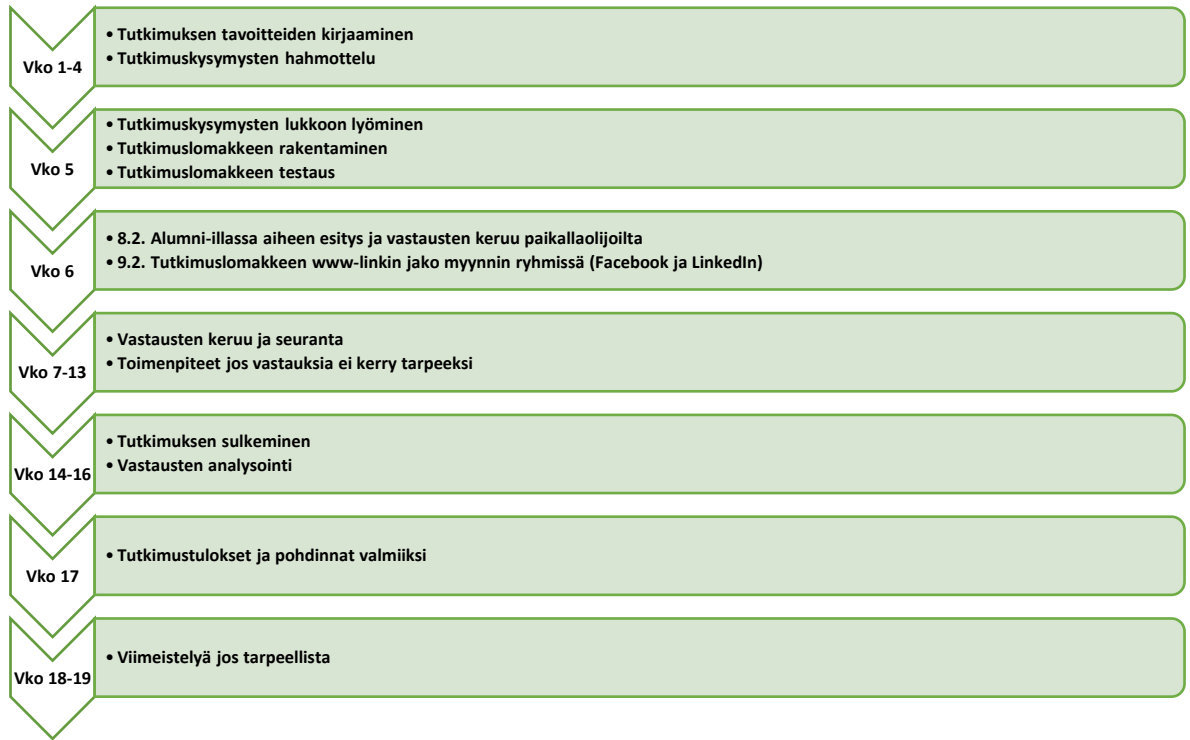 Vko 1-4
• Tutkimuksen tavoitteiden kirjaaminen
• Tutkimuskysymysten hahmottelu
Vko 5
• Tutkimuskysymysten lukkoon lyöminen
• Tutkimuslomakkeen rakentaminen
• Tutkimuslomakkeen testaus
Vko 6
• 8.2. Alumni-illassa aiheen esitys ja vastausten keruu paikallaolijoilta
• 9.2. Tutkimuslomakkeen www-linkin jako myynnin ryhmissä (Facebook ja LinkedIn)
Vko 7-13
• Vastausten keruu ja seuranta
• Toimenpiteet jos vastauksia ei kerry tarpeeksi
Vko 14-16
• Tutkimuksen sulkeminen
• Vastausten analysointi
Vko 17
• Tutkimustulokset ja pohdinnat valmiiksi
Vko 18-19
• Viimeistelyä jos tarpeellista